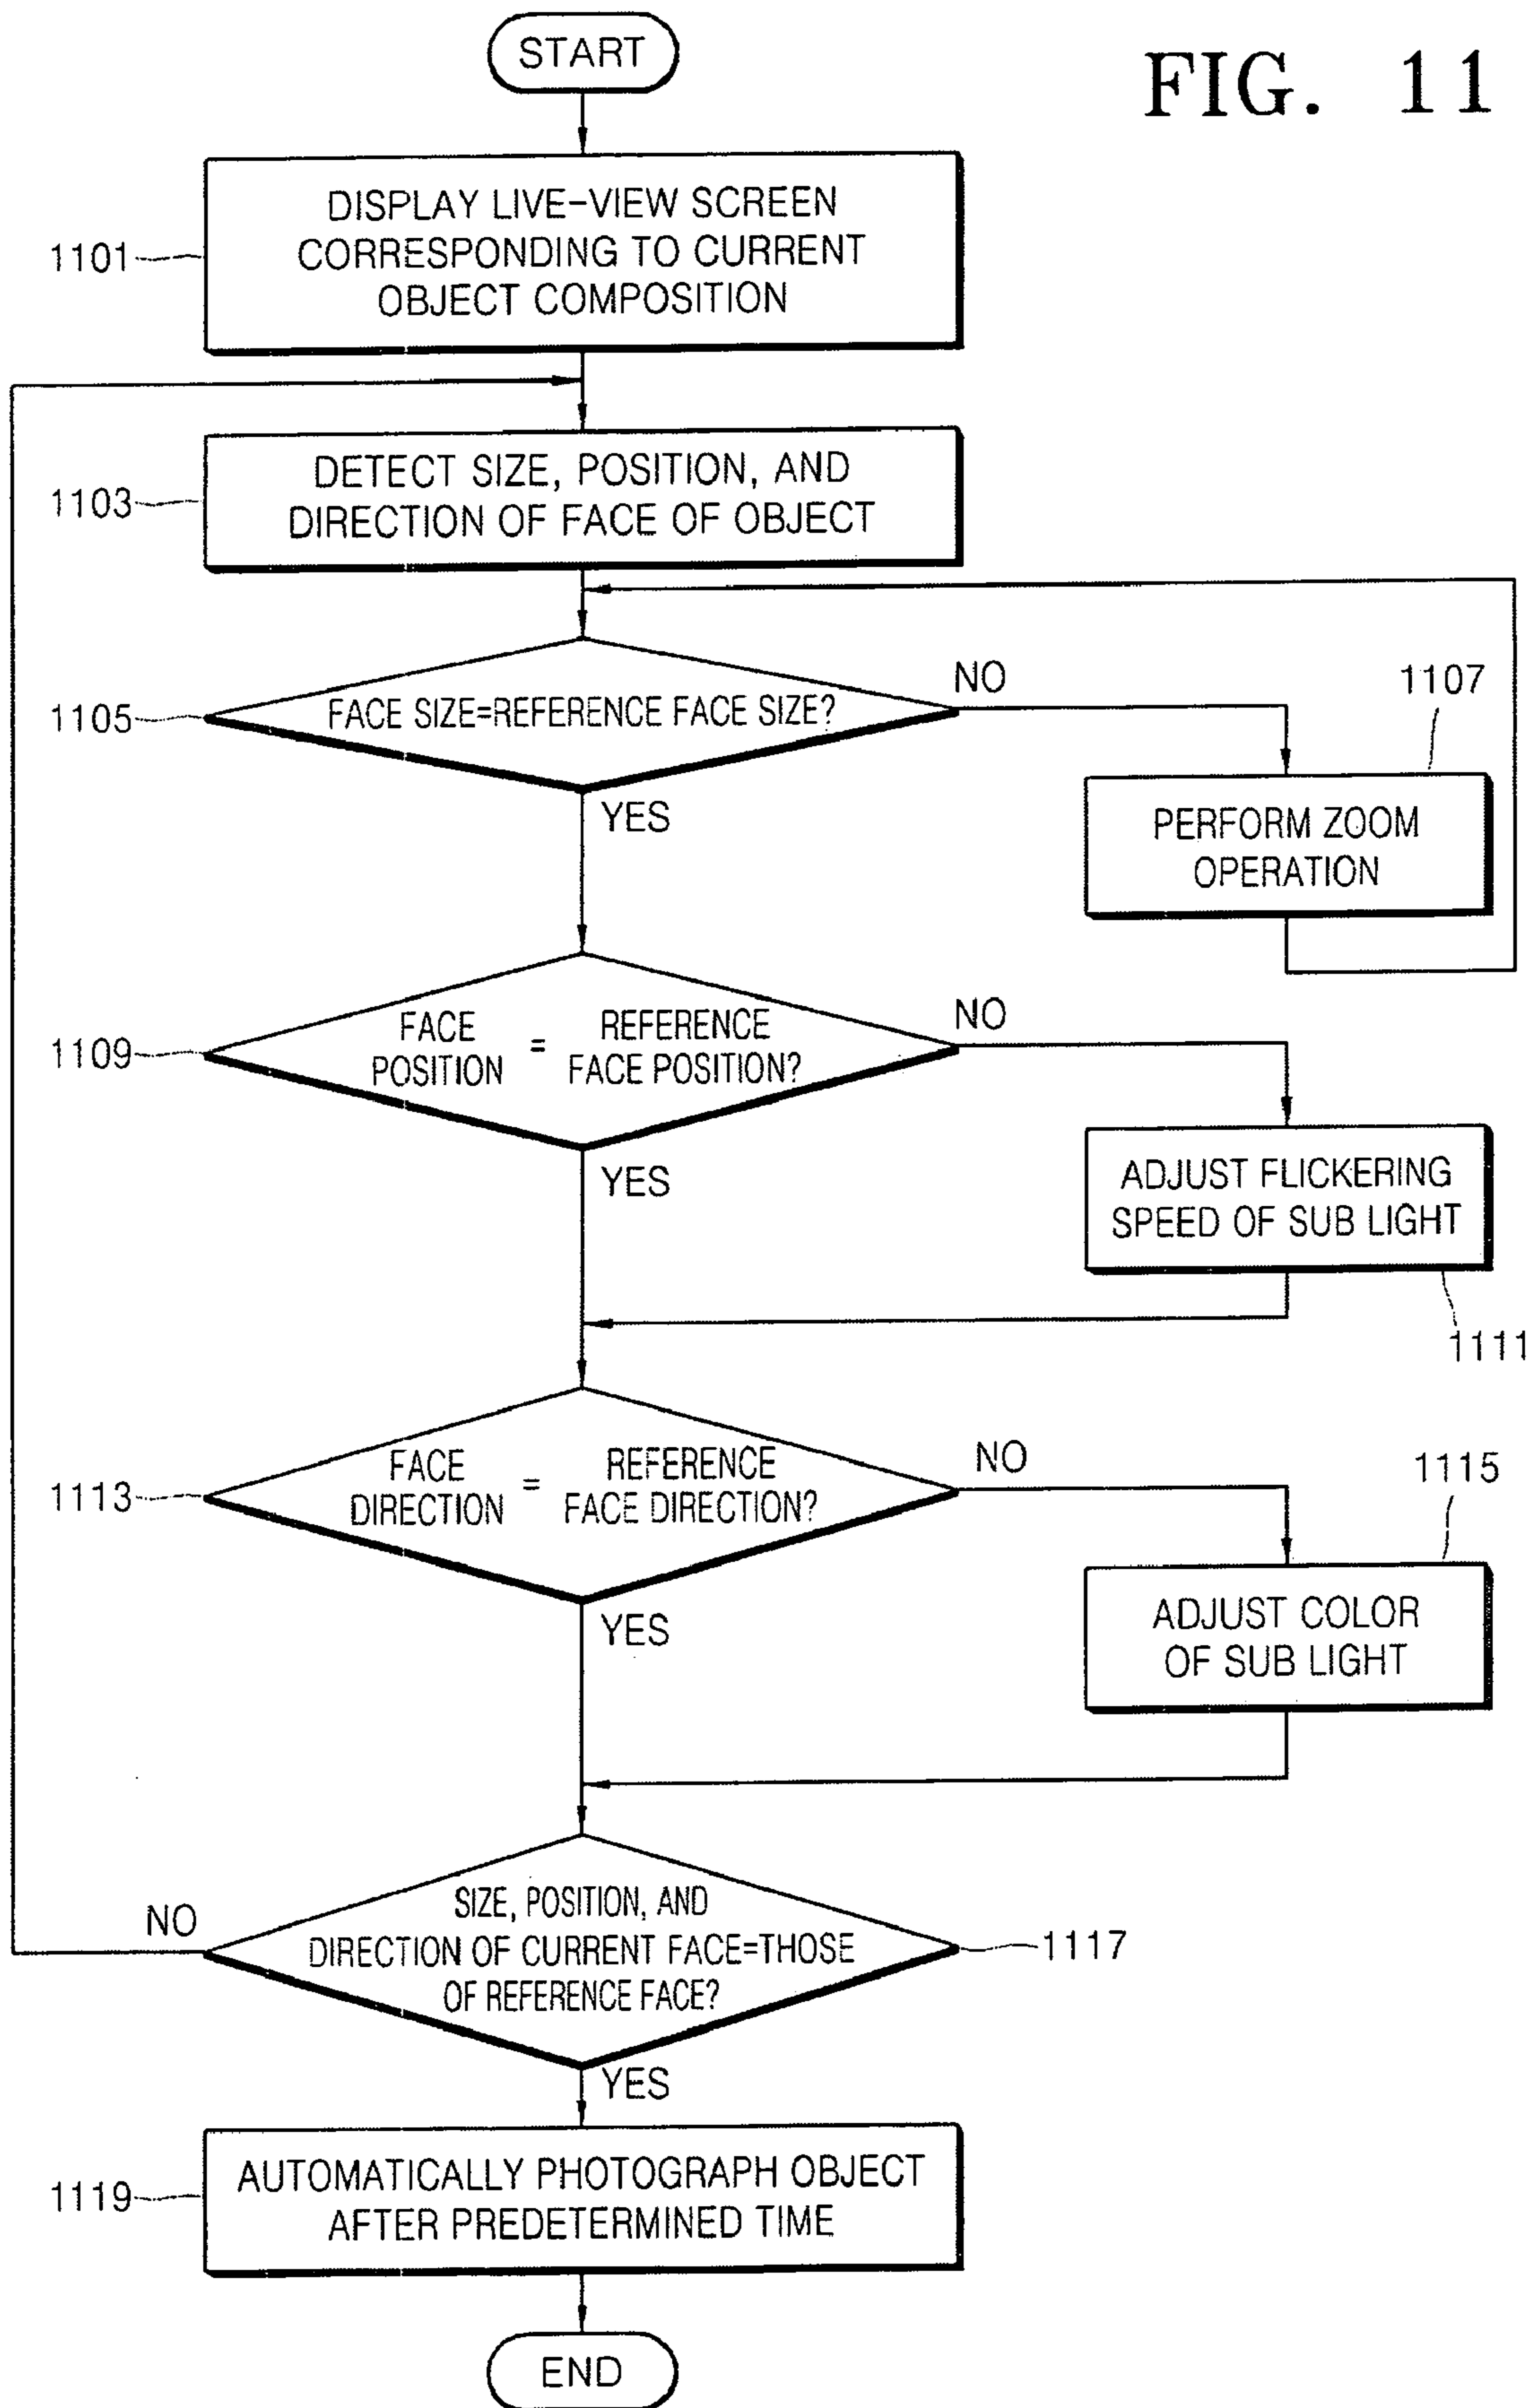 START
FIG. 11
DISPLAY LIVE-VIEW SCREEN
CORRESPONDING TO CURRENT
OBJECT COMPOSITION
1101
DETECT SIZE, POSITION, AND
DIRECTION OF FACE OF OBJECT
1103
FACE SIZE=REFERENCE FACE SIZE?
1105
NO
1107
YES
PERFORM ZOOM
OPERATION
FACE
POSITION
=
REFERENCE
FACE POSITION?
1109
NO
YES
ADJUST FLICKERING
SPEED OF SUB LIGHT
1111
FACE
DIRECTION
=
REFERENCE
FACE DIRECTION?
1113
NO
1115
YES
ADJUST COLOR
OF SUB LIGHT
SIZE, POSITION, AND
DIRECTION OF CURRENT FACE=THOSE
OF REFERENCE FACE?
NO
1117
YES
AUTOMATICALLY PHOTOGRAPH OBJECT
AFTER PREDETERMINED TIME
1119
END